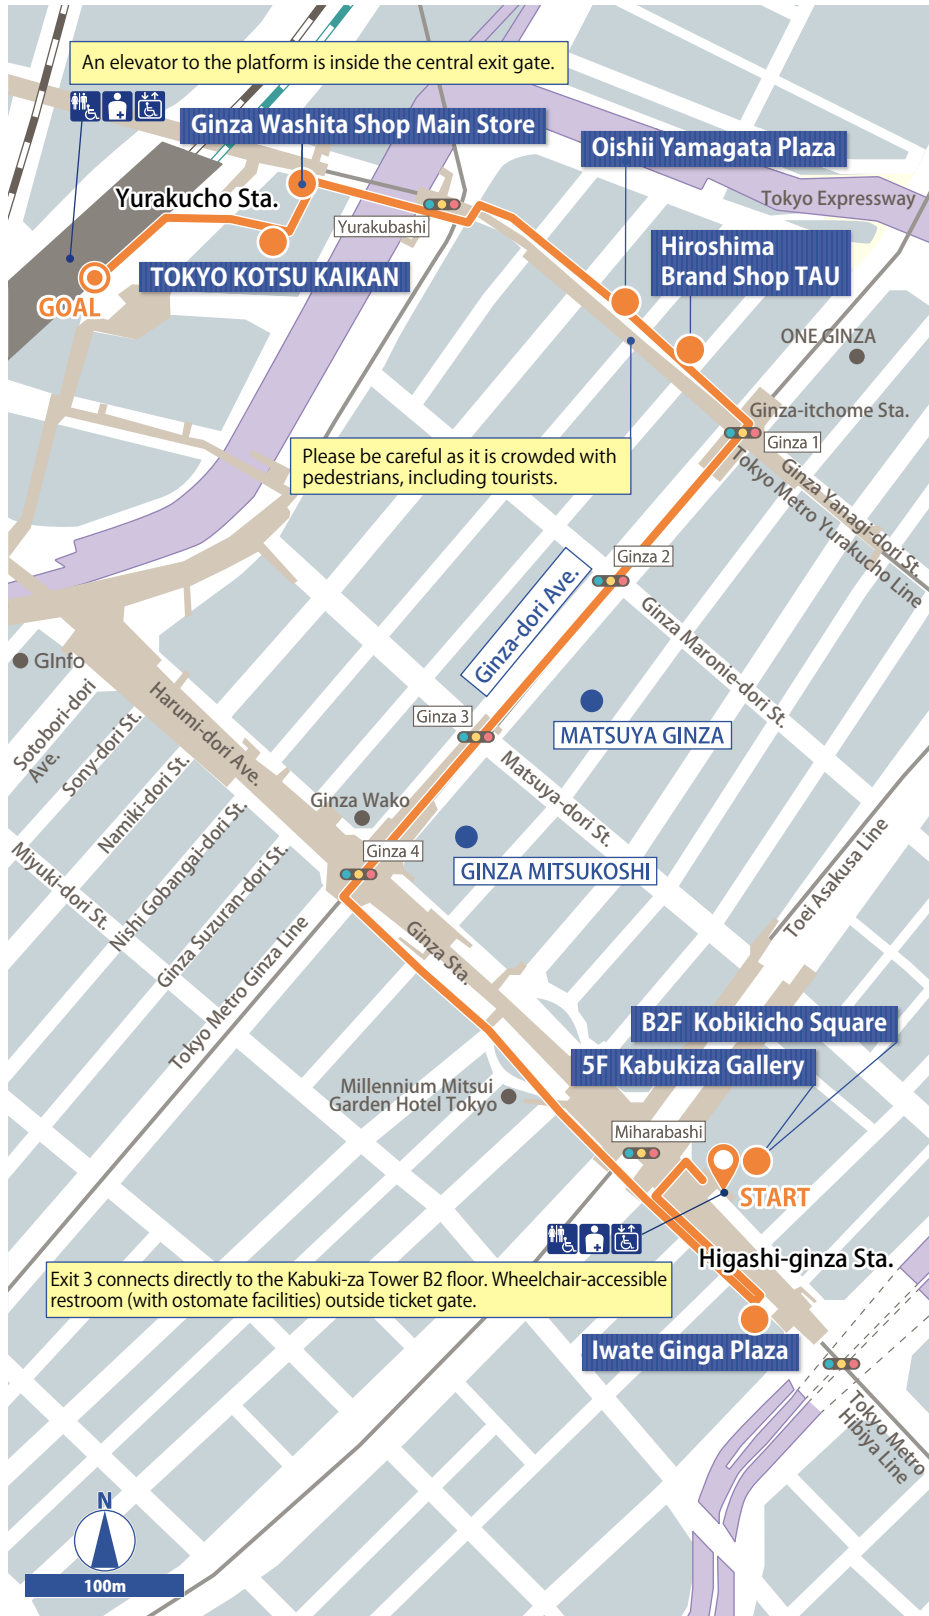 An elevator to the platform is inside the central exit gate.
Ginza Washita Shop Main Store
Oishii Yamagata Plaza
Yurakucho Sta.
Tokyo Expressway
Yurakubashi
Hiroshima
Brand Shop TAU
TOKYO KOTSU KAIKAN
GOAL
ONE GINZA
Ginza-itchome Sta.
Ginza 1
Please be careful as it is crowded with
pedestrians, including tourists.
Ginza Yanagi-dori St.
Tokyo Metro Yurakucho Line
Ginza 2
Ginza-dori Ave.
Ginza Maronie-dori St.
GInfo
Sotobori-dori
Ave.
Sony-dori St.
Harumi-dori Ave.
Ginza 3
MATSUYA GINZA
Namiki-dori St.
Matsuya-dori St.
Ginza Wako
Nishi Gobangai-dori St.
Miyuki-dori St.
Ginza 4
GINZA MITSUKOSHI
Ginza Suzuran-dori St.
Toei Asakusa Line
Tokyo Metro Ginza Line
Ginza Sta.
B2F Kobikicho Square
5F Kabukiza Gallery
Millennium Mitsui
Garden Hotel Tokyo
Miharabashi
START
Higashi-ginza Sta.
Exit 3 connects directly to the Kabuki-za Tower B2 floor. Wheelchair-accessible
restroom (with ostomate facilities) outside ticket gate.
Iwate Ginga Plaza
Tokyo Metro
Hibiya Line
N
100m